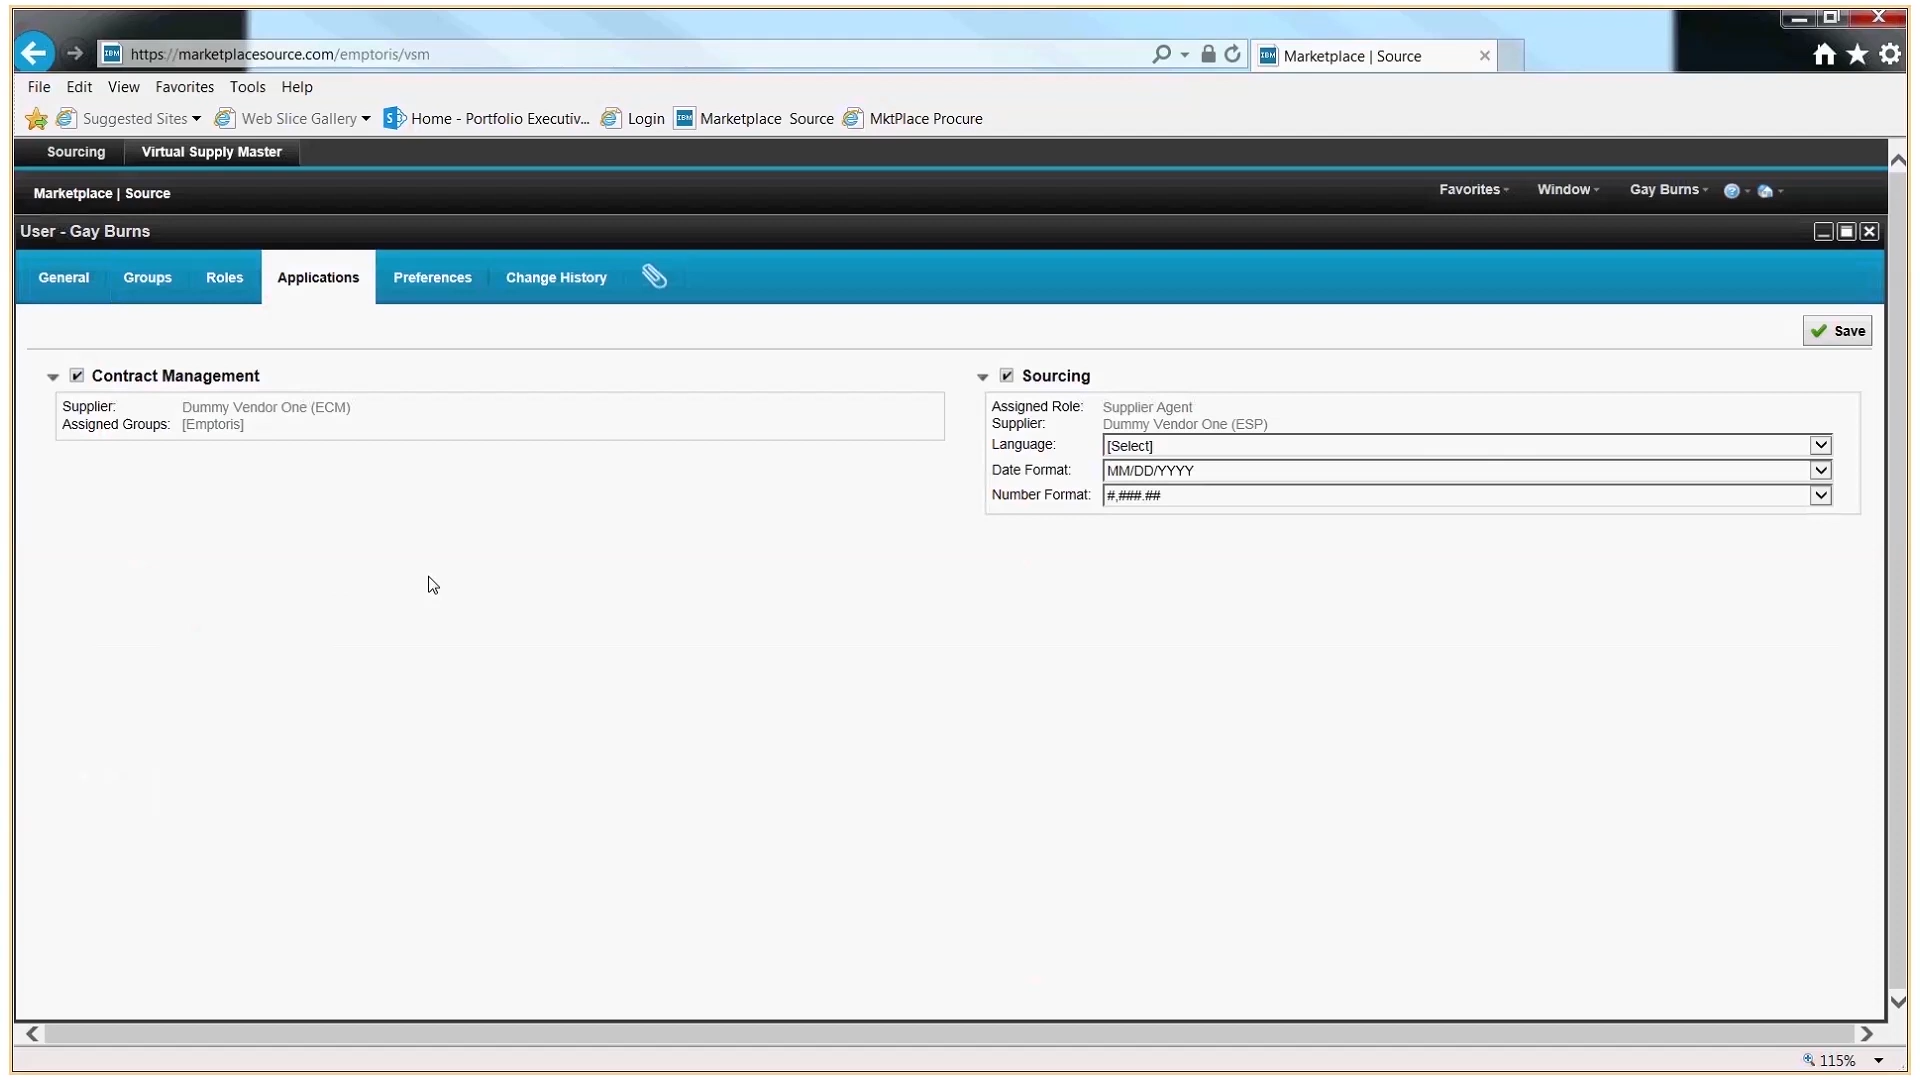 https://marketplacesource.com/emptoris/vsm
IBM
Marketplace | Source
File Edit View Favorites Tools Help
Suggested Sites Web Slice Gallery Home - Portfolio Executiv... Login IBM Marketplace Source MktPlace Procure
Sourcing Virtual Supply Master
Marketplace | Source Favorites Window Gay Burns
User - Gay Burns
General Groups Roles Applications Preferences Change History
Save
Contract Management
Supplier: Dummy Vendor One (ECM)
Assigned Groups: [Emptoris]
Sourcing
Assigned Role: Supplier Agent
Supplier: Dummy Vendor One (ESP)
Language: [Select]
Date Format: MM/DD/YYYY
Number Format: #,###.##
115%